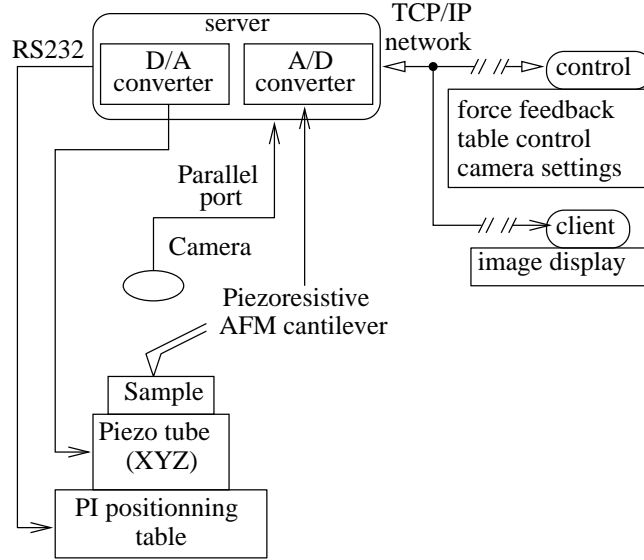 server
RS232
D/A
converter
A/D
converter
TCP/IP
network
control
force feedback
table control
camera settings
client
image display
Parallel
port
Camera
Piezoresistive
AFM cantilever
Sample
Piezo tube
(XYZ)
PI positionning
table